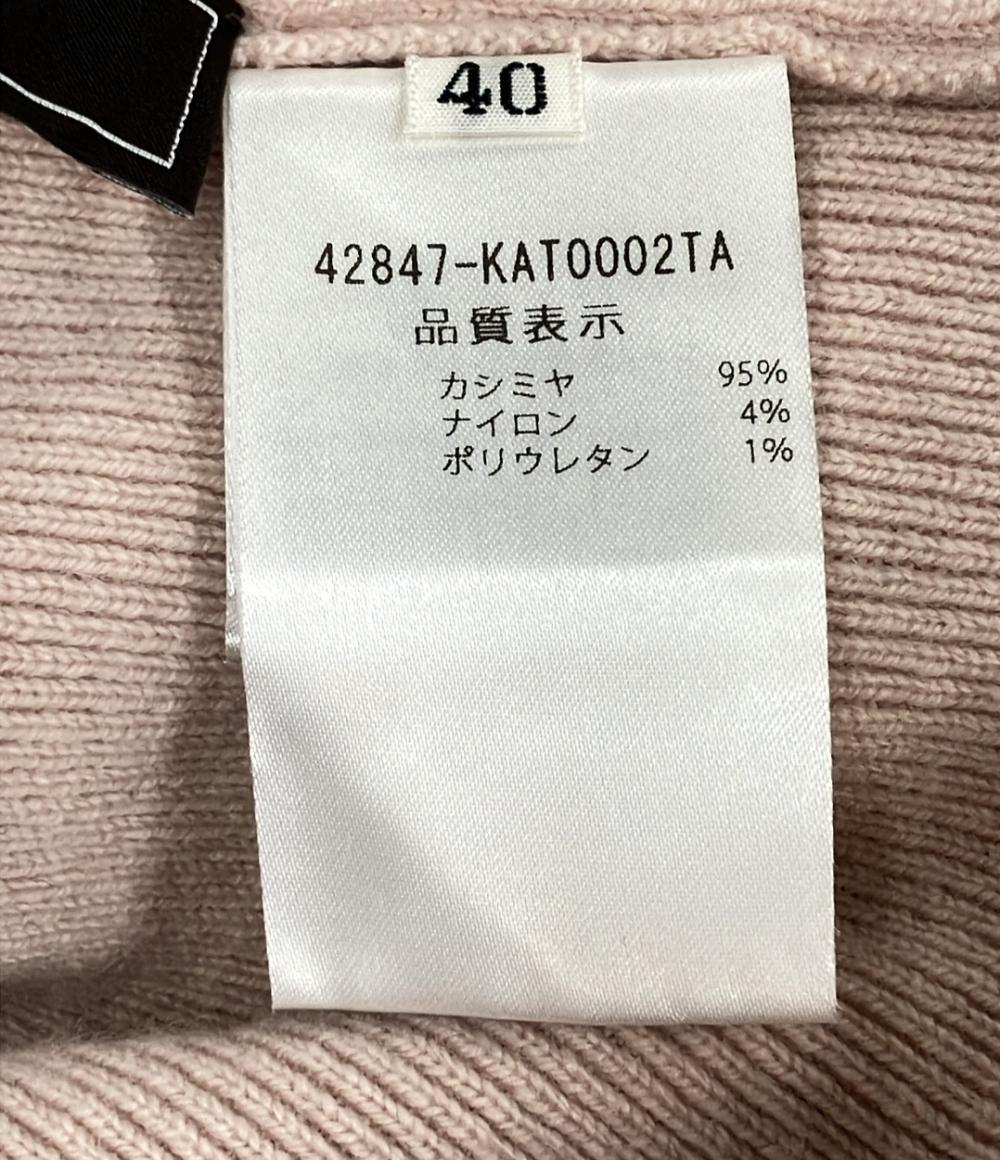 40
42847-KAT0002TA
品質表示
カシミヤ 95%
ナイロン 4%
ポリウレタン 1%